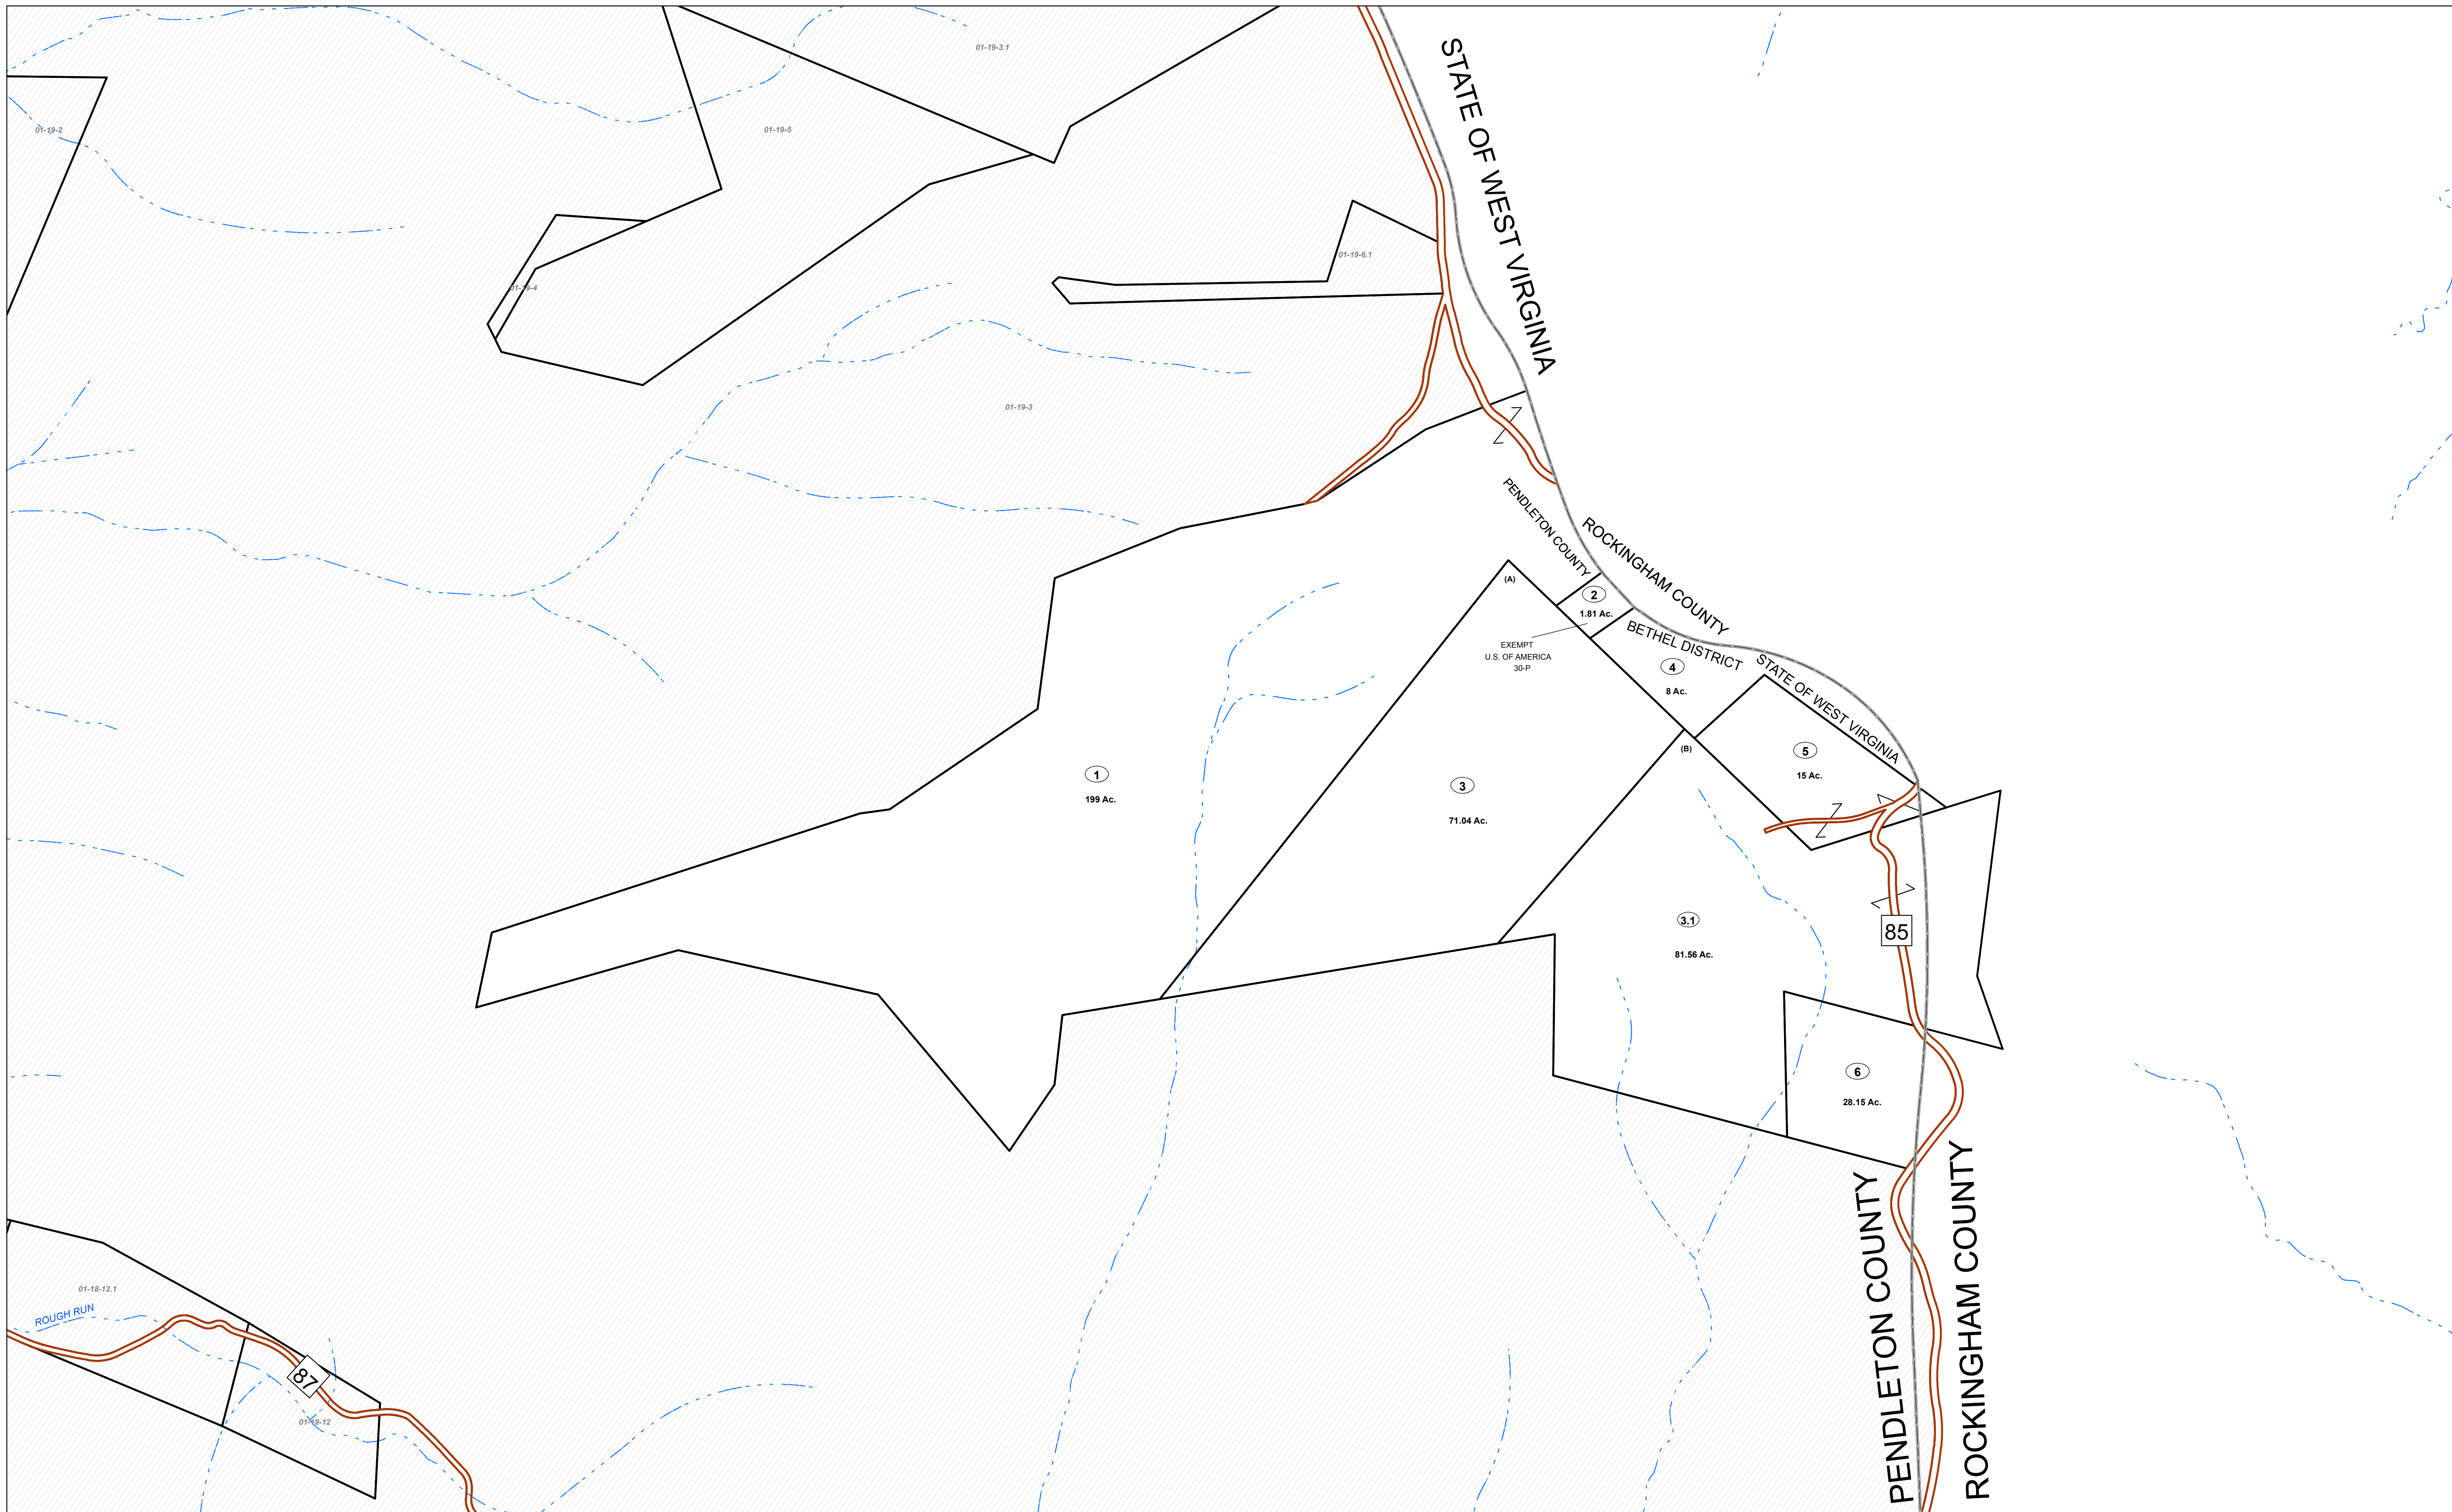 01-19-3.1
STATE OF WEST VIRGINIA
01-19-2
01-19-5
01-19-6.1
01-19-4
01-19-3
PENDLETON COUNTY
ROCKINGHAM COUNTY
(A)
2
1.81 Ac.
EXEMPT
U.S. OF AMERICA
30-P
BETHEL DISTRICT
STATE OF WEST VIRGINIA
4
8 Ac.
(B)
5
15 Ac.
1
199 Ac.
3
71.04 Ac.
3.1
81.56 Ac.
85
6
28.15 Ac.
PENDLETON COUNTY
ROCKINGHAM COUNTY
01-18-12.1
ROUGH RUN
87
01-18-12